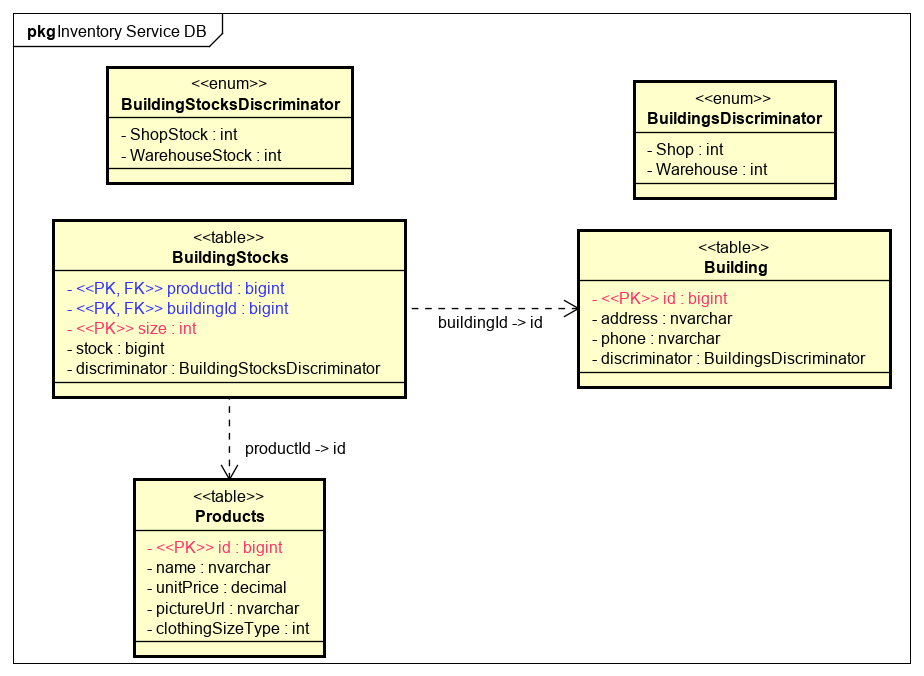 pkg Inventory Service DB
<<enum>>
BuildingStocksDiscriminator
- ShopStock : int
- WarehouseStock : int
<<enum>>
BuildingsDiscriminator
- Shop : int
- Warehouse : int
<<table>>
BuildingStocks
- <<PK, FK>> productId : bigint
- <<PK, FK>> buildingId : bigint
- <<PK>> size : int
- stock : bigint
- discriminator : BuildingStocksDiscriminator
buildingId -> id
<<table>>
Building
- <<PK>> id : bigint
- address : nvarchar
- phone : nvarchar
- discriminator : BuildingsDiscriminator
productId -> id
<<table>>
Products
- <<PK>> id : bigint
- name : nvarchar
- unitPrice : decimal
- pictureUrl : nvarchar
- clothingSizeType : int